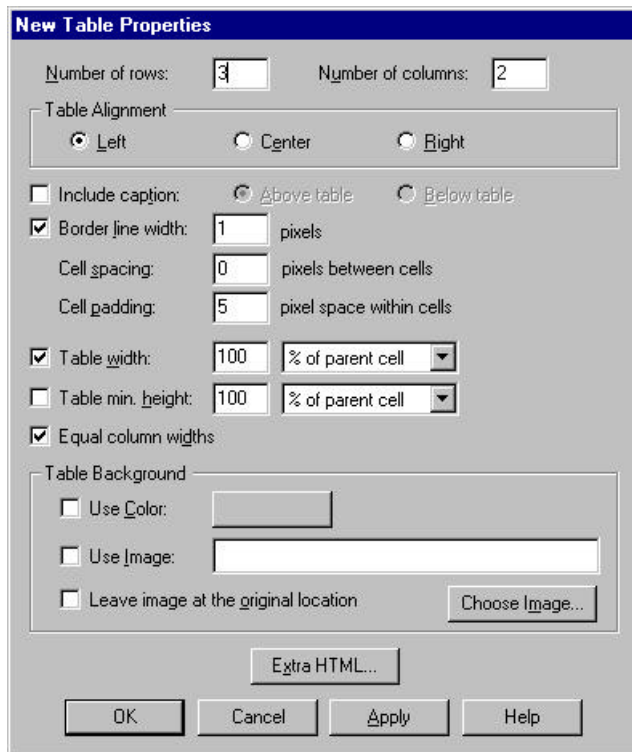 New Table Properties
Number of rows: 3 Number of columns: 2
Table Alignment
Left Center Right
Include caption: Above table Below table
Border line width: 1 pixels
Cell spacing: 0 pixels between cells
Cell padding: 5 pixel space within cells
Table width: 100 % of parent cell
Table min. height: 100 % of parent cell
Equal column widths
Table Background
Use Color:
Use Image:
Leave image at the original location Choose Image...
Extra HTML...
OK Cancel Apply Help